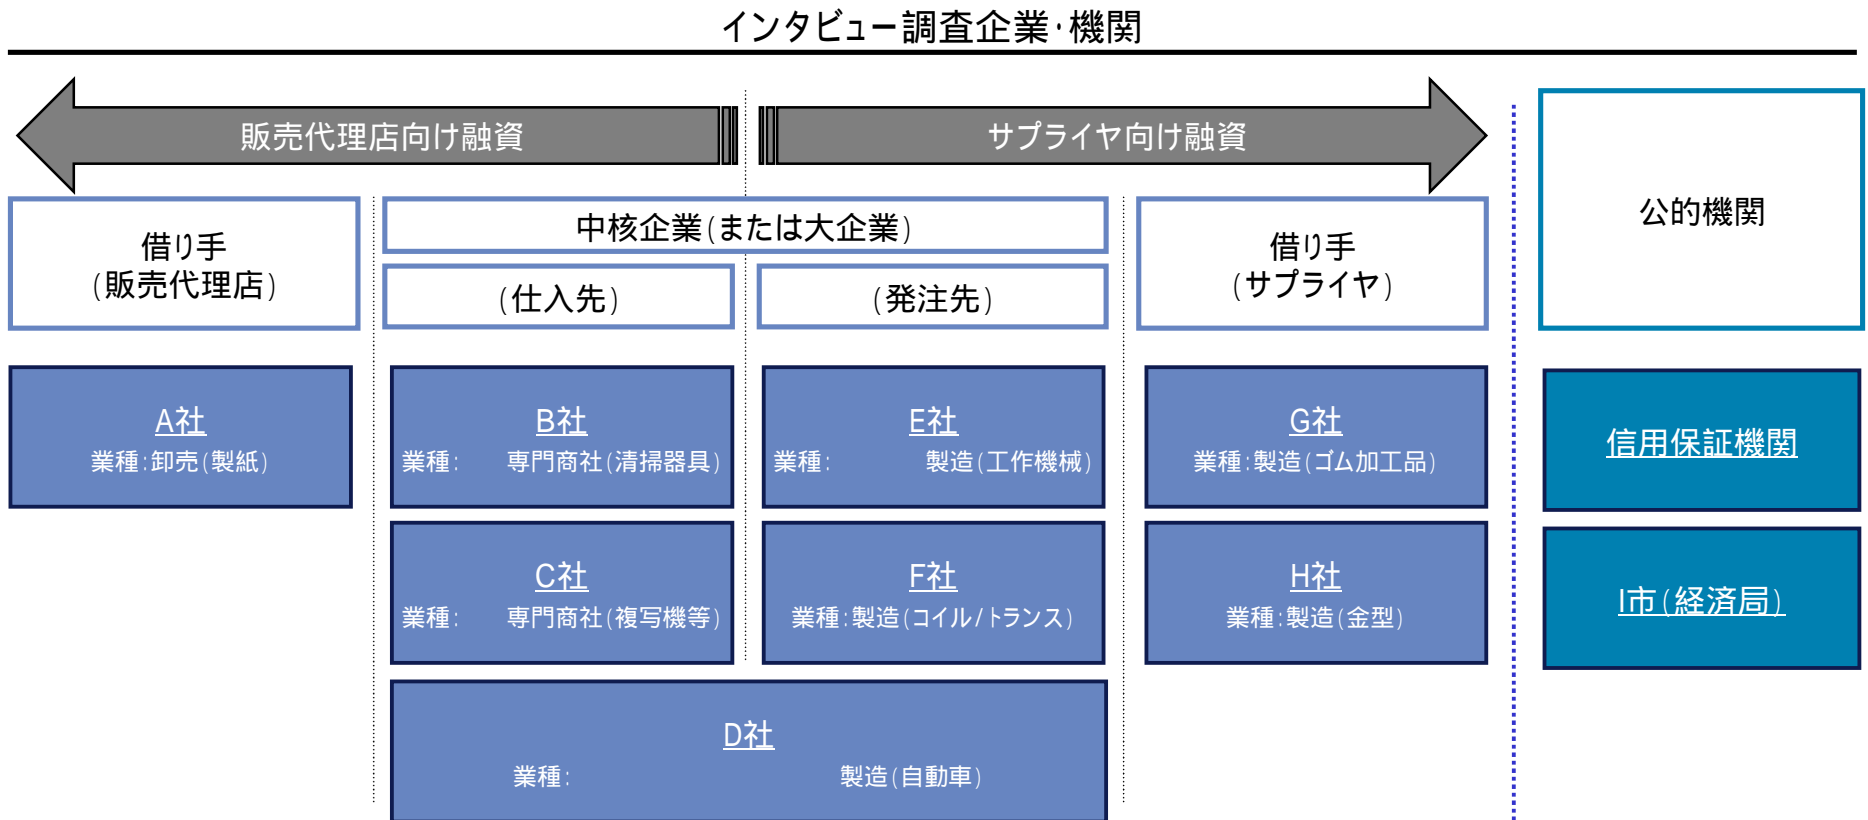 インタビュー調査企業・機関
販売代理店向け融資
サプライヤ向け融資
借り手
(販売代理店)
中核企業(または大企業)
(仕入先)
(発注先)
借り手
(サプライヤ)
公的機関
A社
業種:卸売(製紙)
B社
業種: 専門商社(清掃器具)
E社
業種: 製造(工作機械)
G社
業種:製造(ゴム加工品)
信用保証機関
C社
業種: 専門商社(複写機等)
F社
業種:製造(コイル/トランス)
H社
業種:製造(金型)
I市(経済局)
D社
業種: 製造(自動車)